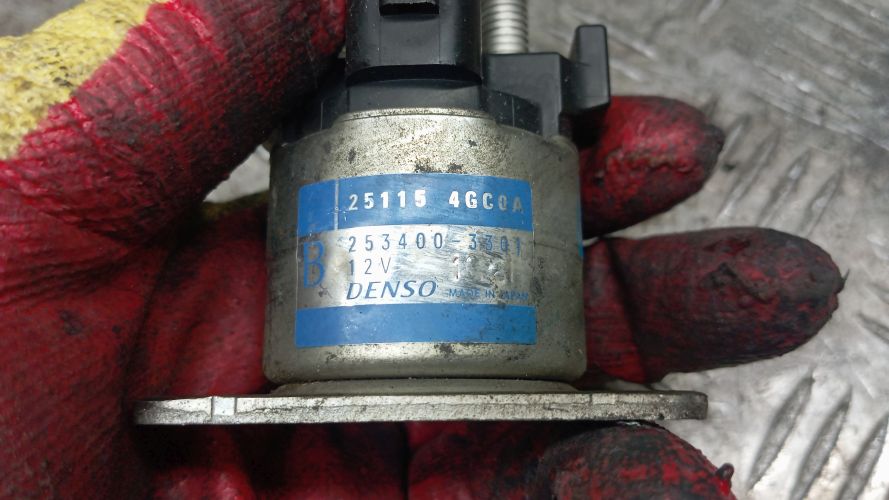 25115 4GC0A
253400-3301
B
12V
DENSO MADE IN JAPAN